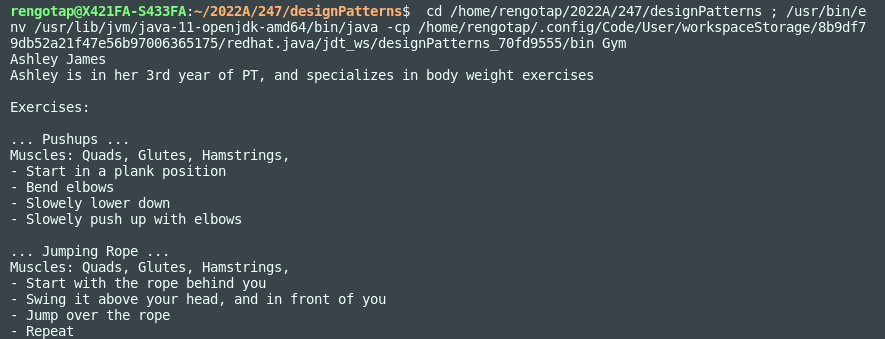 rengotap@X421FA-S433FA:~/2022A/247/designPatterns$  cd /home/rengotap/2022A/247/designPatterns ; /usr/bin/e
nv /usr/lib/jvm/java-11-openjdk-amd64/bin/java -cp /home/rengotap/.config/Code/User/workspaceStorage/8b9df7
9db52a21f47e56b97006365175/redhat.java/jdt_ws/designPatterns_70fd9555/bin Gym
Ashley James
Ashley is in her 3rd year of PT, and specializes in body weight exercises

Exercises:

... Pushups ...
Muscles: Quads, Glutes, Hamstrings,
- Start in a plank position
- Bend elbows
- Slowely lower down
- Slowely push up with elbows

... Jumping Rope ...
Muscles: Quads, Glutes, Hamstrings,
- Start with the rope behind you
- Swing it above your head, and in front of you
- Jump over the rope
- Repeat